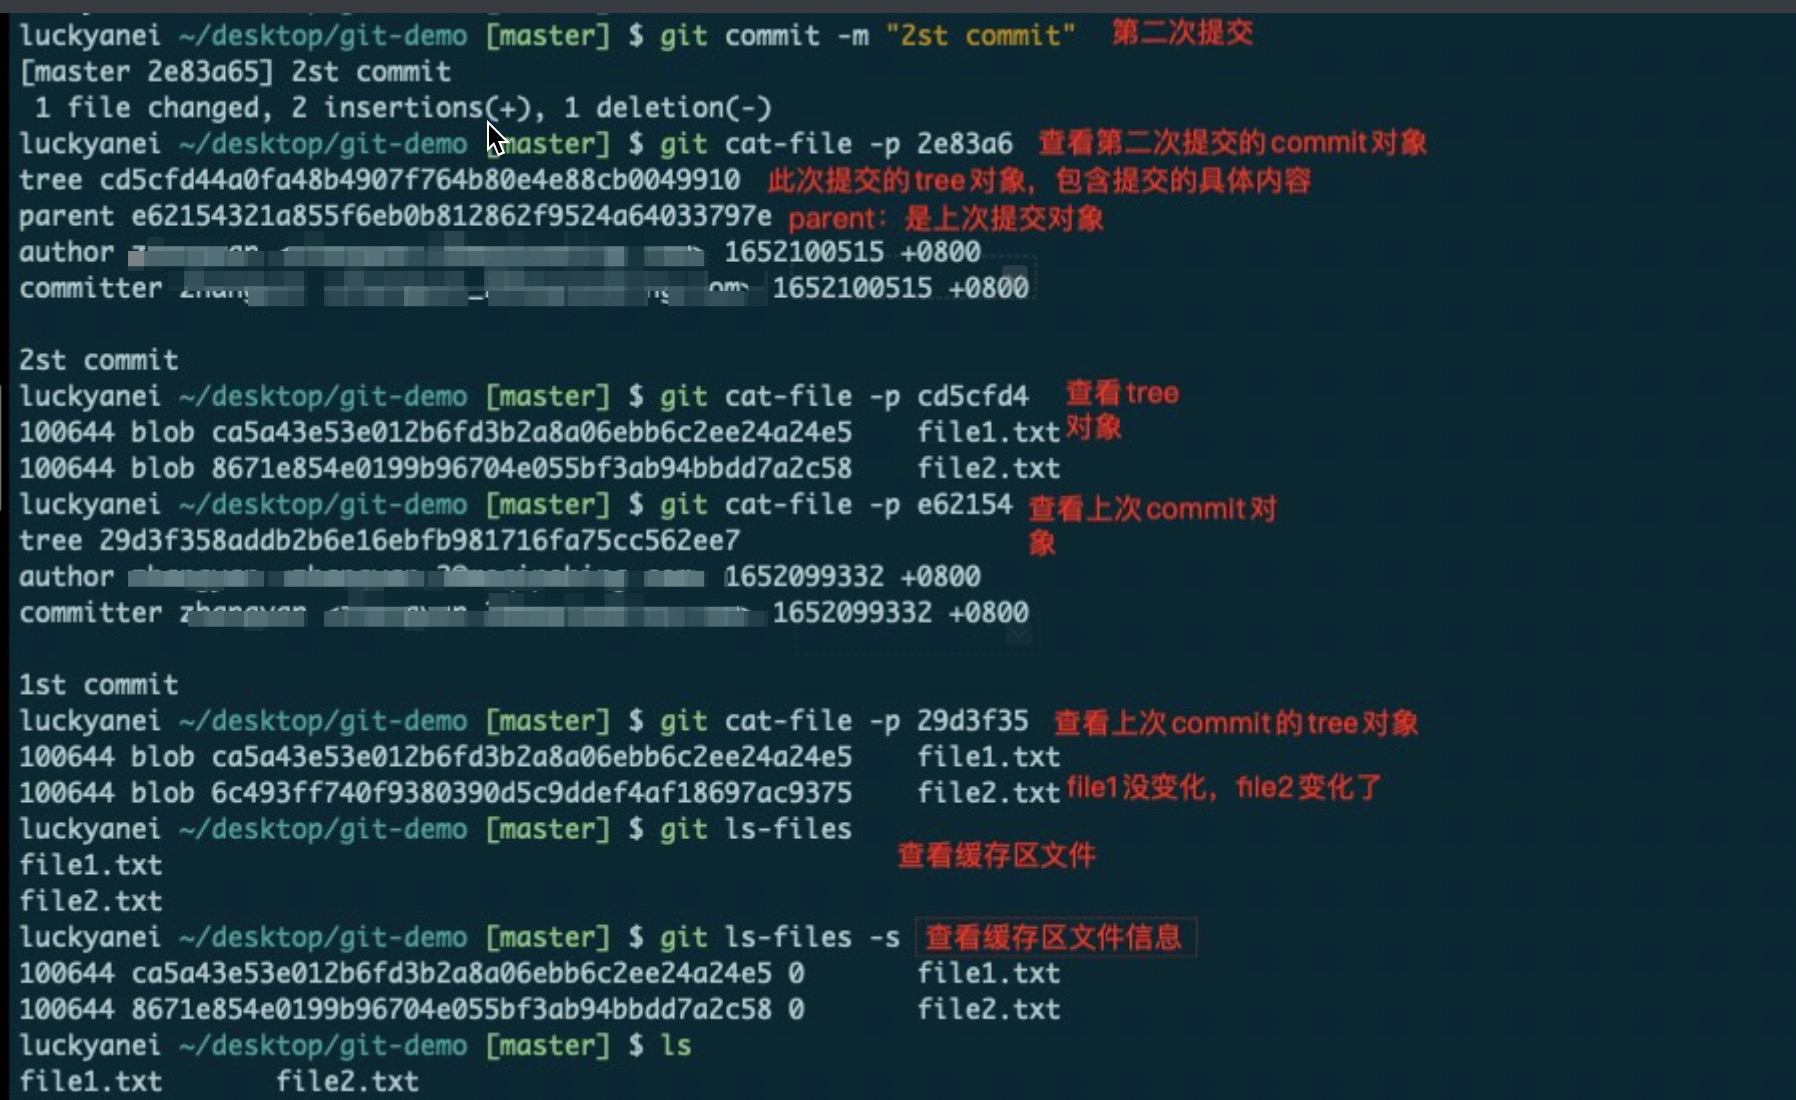 luckyanei ~/desktop/git-demo [master] $ git commit -m "2st commit" 第二次提交
[master 2e83a65] 2st commit
1 file changed, 2 insertions(+), 1 deletion(-)
luckyanei ~/desktop/git-demo [master] $ git cat-file -p 2e83a6 查看第二次提交的commit对象
tree cd5cfd44a0fa48b4907f764b80e4e88cb0049910 此次提交的tree对象，包含提交的具体内容
parent e62154321a855f6eb0b812862f9524a64033797e parent：是上次提交对象
author 1652100515 +0800
committer 1652100515 +0800
2st commit
luckyanei ~/desktop/git-demo [master] $ git cat-file -p cd5cfd4 查看tree
100644 blob ca5a43e53e012b6fd3b2a8a06ebb6c2ee24a24e5 file1.txt 对象
100644 blob 8671e854e0199b96704e055bf3ab94bbdd7a2c58 file2.txt
luckyanei ~/desktop/git-demo [master] $ git cat-file -p e62154 查看上次commit对
tree 29d3f358addb2b6e16ebfb981716fa75cc562ee7 象
author 1652099332 +0800
committer 1652099332 +0800
1st commit
luckyanei ~/desktop/git-demo [master] $ git cat-file -p 29d3f35 查看上次commit的tree对象
100644 blob ca5a43e53e012b6fd3b2a8a06ebb6c2ee24a24e5 file1.txt
100644 blob 6c493ff740f9380390d5c9ddef4af18697ac9375 file2.txt file1没变化，file2变化了
luckyanei ~/desktop/git-demo [master] $ git ls-files
查看缓存区文件
file1.txt
file2.txt
luckyanei ~/desktop/git-demo [master] $ git ls-files -s 查看缓存区文件信息
100644 ca5a43e53e012b6fd3b2a8a06ebb6c2ee24a24e5 0 file1.txt
100644 8671e854e0199b96704e055bf3ab94bbdd7a2c58 0 file2.txt
luckyanei ~/desktop/git-demo [master] $ ls
file1.txt file2.txt